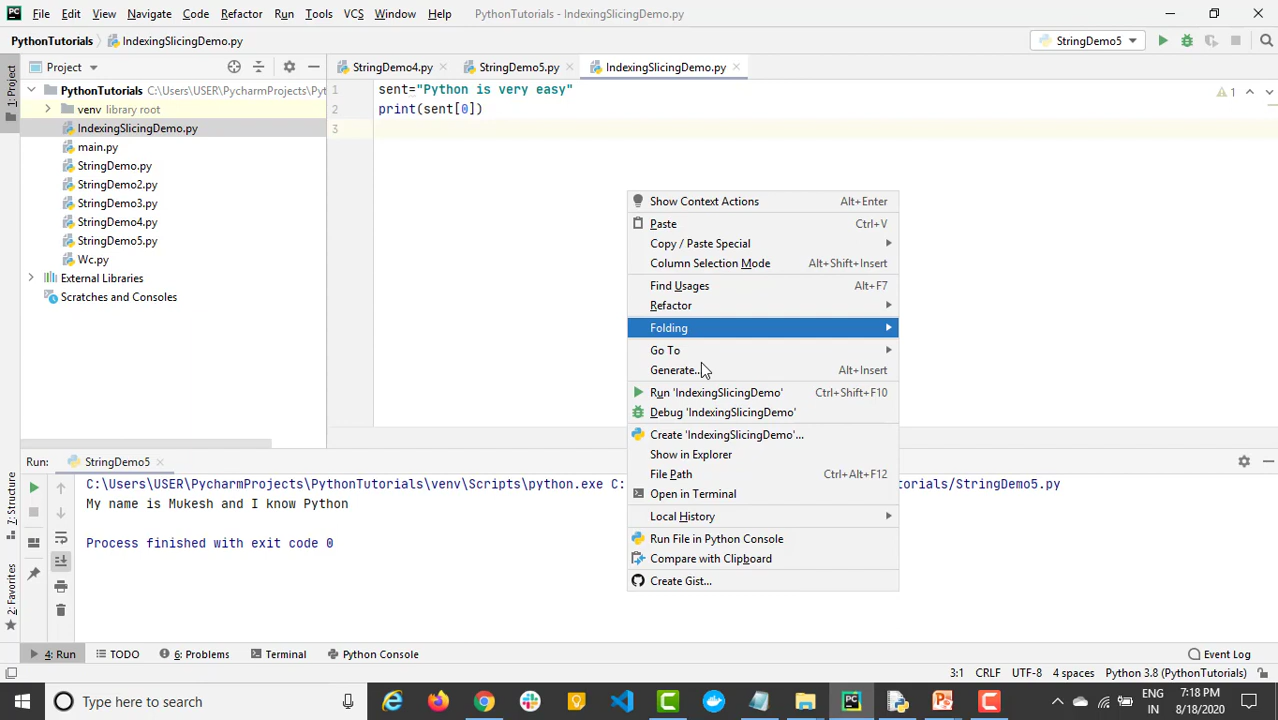 File Edit View Navigate Code Refactor Run Tools VCS Window Help PythonTutorials - IndexingSlicingDemo.py
PythonTutorials IndexingSlicingDemo.py StringDemo5
1: Project
Project StringDemo4.py StringDemo5.py IndexingSlicingDemo.py
PythonTutorials C:\Users\USER\PycharmProjects\Pyt
venv library root
IndexingSlicingDemo.py
main.py
StringDemo.py
StringDemo2.py
StringDemo3.py
StringDemo4.py
StringDemo5.py
Wc.py
External Libraries
Scratches and Consoles
1 sent="Python is very easy" 1
2 print(sent[0])
3
Show Context Actions Alt+Enter
Paste Ctrl+V
Copy / Paste Special
Column Selection Mode Alt+Shift+Insert
Find Usages Alt+F7
Refactor
Folding
Go To
Generate... Alt+Insert
Run 'IndexingSlicingDemo' Ctrl+Shift+F10
Debug 'IndexingSlicingDemo'
Create 'IndexingSlicingDemo'...
Show in Explorer
File Path Ctrl+Alt+F12
Open in Terminal
Local History
Run File in Python Console
Compare with Clipboard
Create Gist...
Run: StringDemo5
C:\Users\USER\PycharmProjects\PythonTutorials\venv\Scripts\python.exe C: torials/StringDemo5.py
My name is Mukesh and I know Python
Process finished with exit code 0
7: Structure
2: Favorites
4: Run TODO 6: Problems Terminal Python Console Event Log
3:1 CRLF UTF-8 4 spaces Python 3.8 (PythonTutorials)
Type here to search
ENG 7:18 PM
IN 8/18/2020